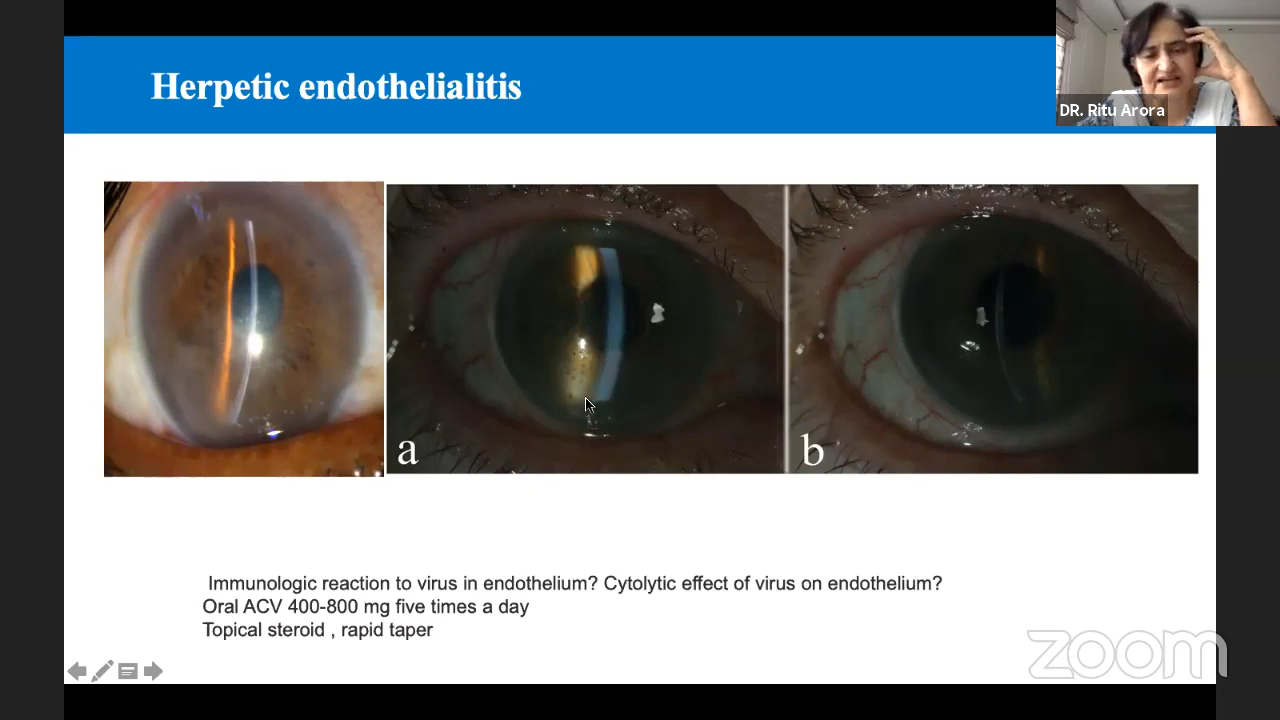 Herpetic endothelialitis
DR. Ritu Arora
a
b
Immunologic reaction to virus in endothelium? Cytolytic effect of virus on endothelium?
Oral ACV 400-800 mg five times a day
Topical steroid , rapid taper
zoom